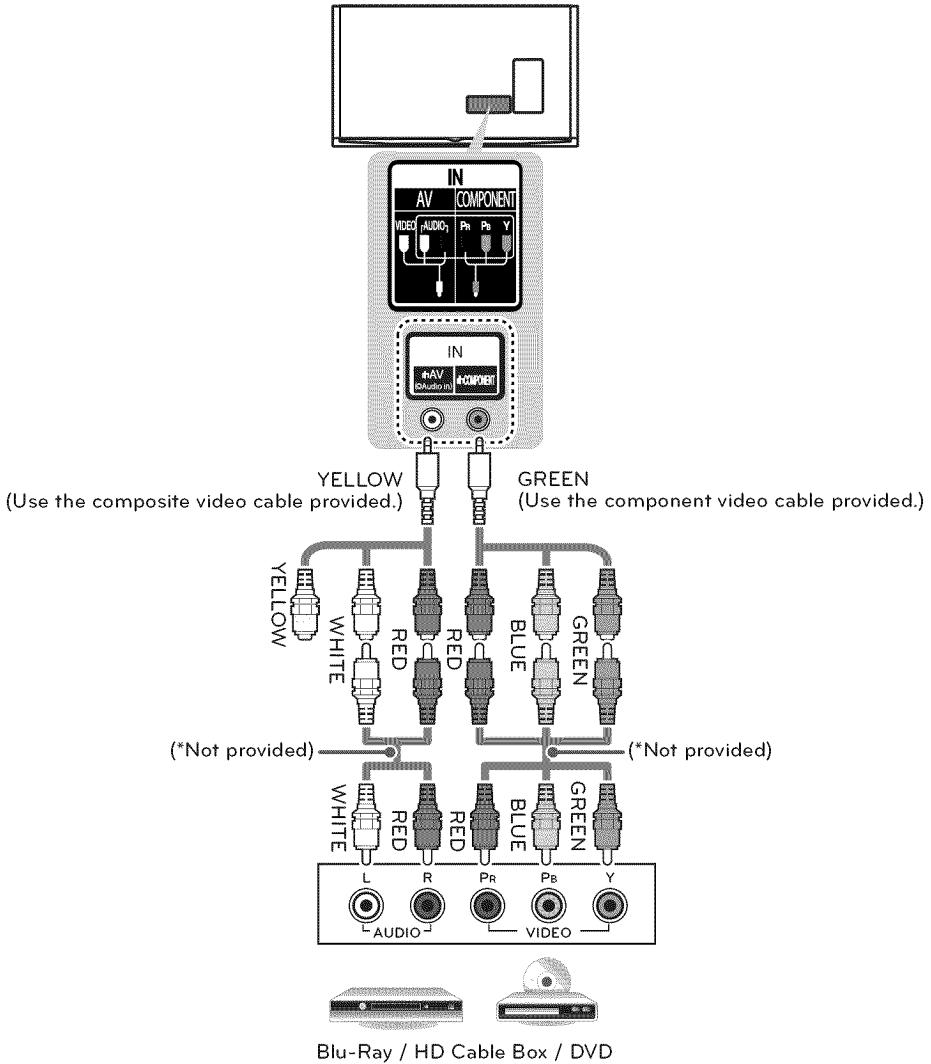 IN
AV COMPONENT
VIDEO AUDIO PR PB Y
IN
AV COMPONENT
(Audio in)
YELLOW GREEN
(Use the composite video cable provided.) (Use the component video cable provided.)
YELLOW
WHITE
RED
RED
BLUE
GREEN
(*Not provided) (*Not provided)
WHITE
RED
RED
BLUE
GREEN
L R PR PB Y
AUDIO VIDEO
Blu-Ray / HD Cable Box / DVD